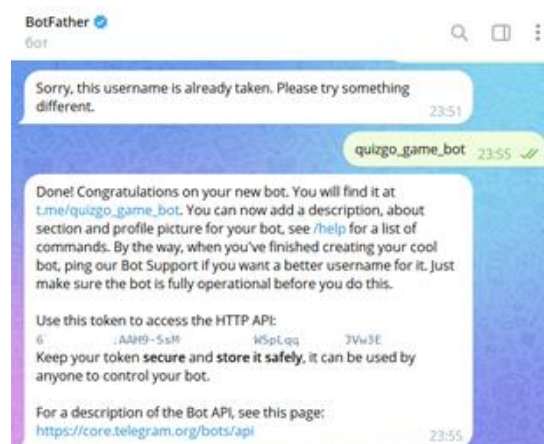 BotFather
бот
Sorry, this username is already taken. Please try something
different.
23:51
quizgo_game_bot 23:55
Done! Congratulations on your new bot. You will find it at
t.me/quizgo_game_bot. You can now add a description, about
section and profile picture for your bot, see /help for a list of
commands. By the way, when you've finished creating your cool
bot, ping our Bot Support if you want a better username for it. Just
make sure the bot is fully operational before you do this.
Use this token to access the HTTP API:
Keep your token secure and store it safely, it can be used by
anyone to control your bot.
For a description of the Bot API, see this page:
https://core.telegram.org/bots/api
23:55